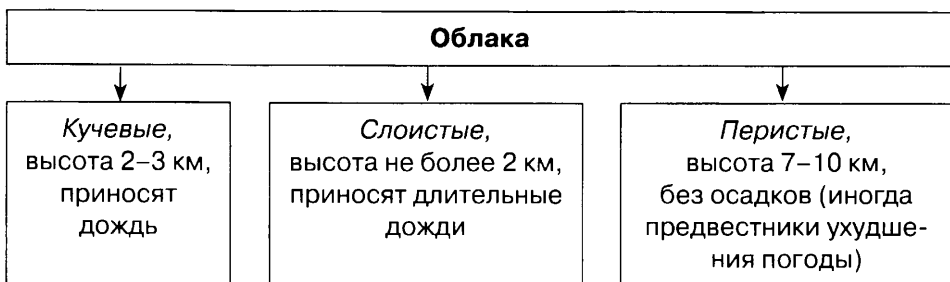 Облака
Кучевые,
высота 2–3 км,
приносят
дождь
Слоистые,
высота не более 2 км,
приносят длительные
дожди
Перистые,
высота 7–10 км,
без осадков (иногда
предвестники ухудше-
ния погоды)